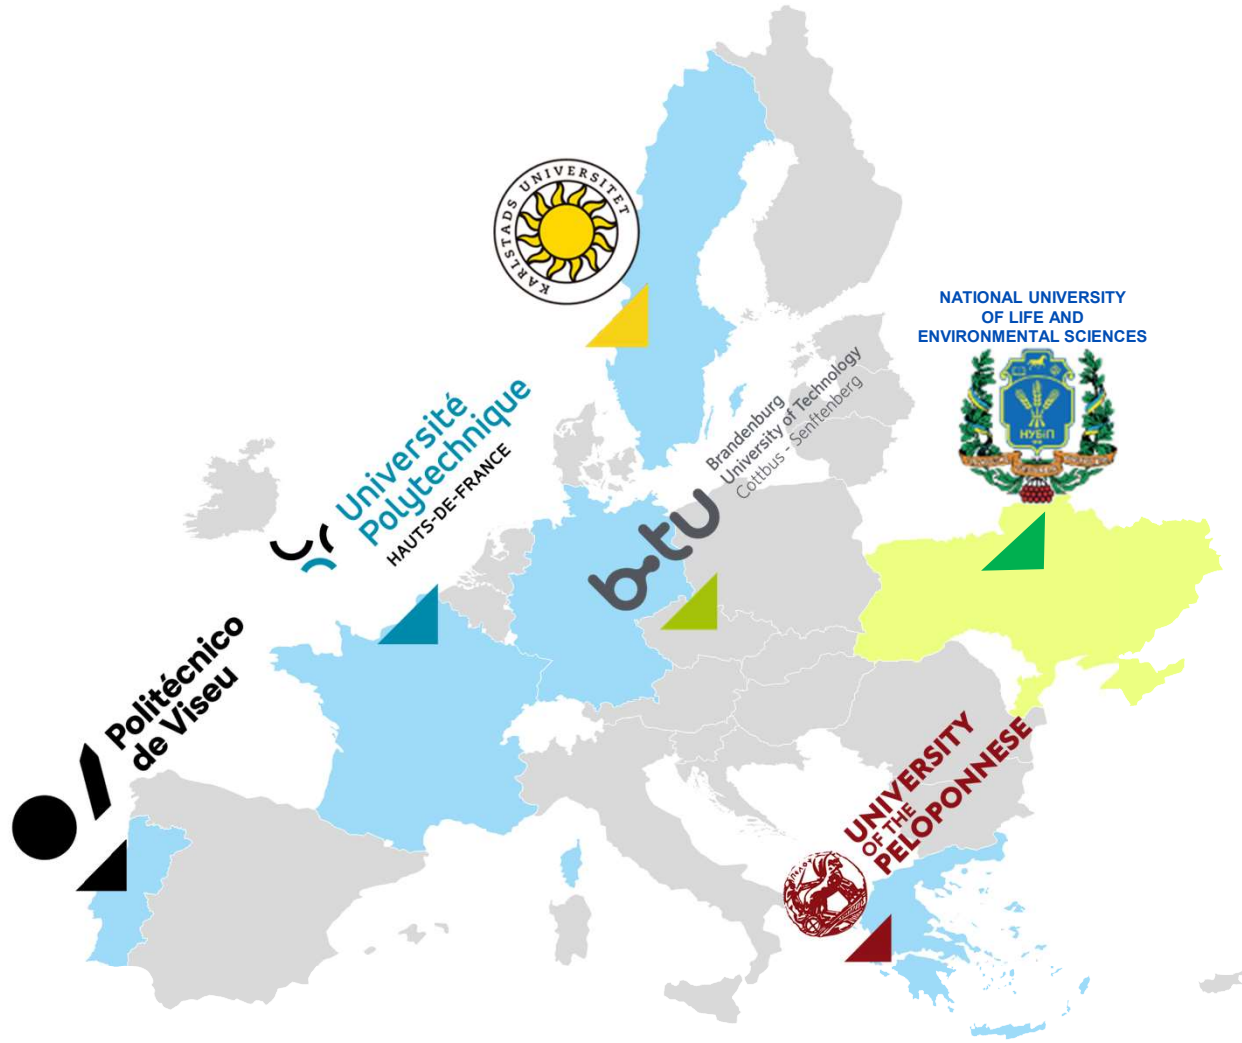 KARLSTADS UNIVERSITET
NATIONAL UNIVERSITY
OF LIFE AND
ENVIRONMENTAL SCIENCES
НУБіП
Brandenburg
University of Technology
Cottbus - Senftenberg
b-tu
Université
Polytechnique
HAUTS-DE-FRANCE
Politécnico
de Viseu
UNIVERSITY
OF THE
PELOPONNESE